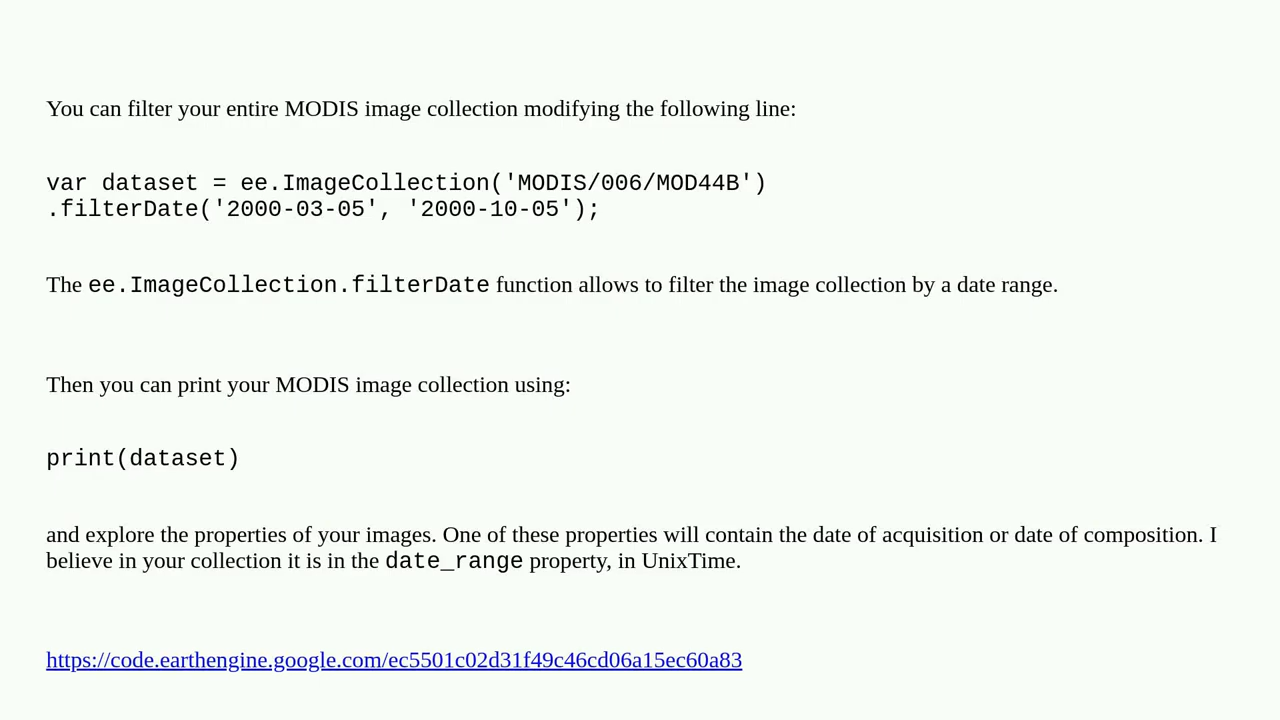 You can filter your entire MODIS image collection modifying the following line:
var dataset = ee.ImageCollection('MODIS/006/MOD44B')
.filterDate('2000-03-05', '2000-10-05');
The ee.ImageCollection.filterDate function allows to filter the image collection by a date range.
Then you can print your MODIS image collection using:
print(dataset)
and explore the properties of your images. One of these properties will contain the date of acquisition or date of composition. I
believe in your collection it is in the date_range property, in UnixTime.
https://code.earthengine.google.com/ec5501c02d31f49c46cd06a15ec60a83